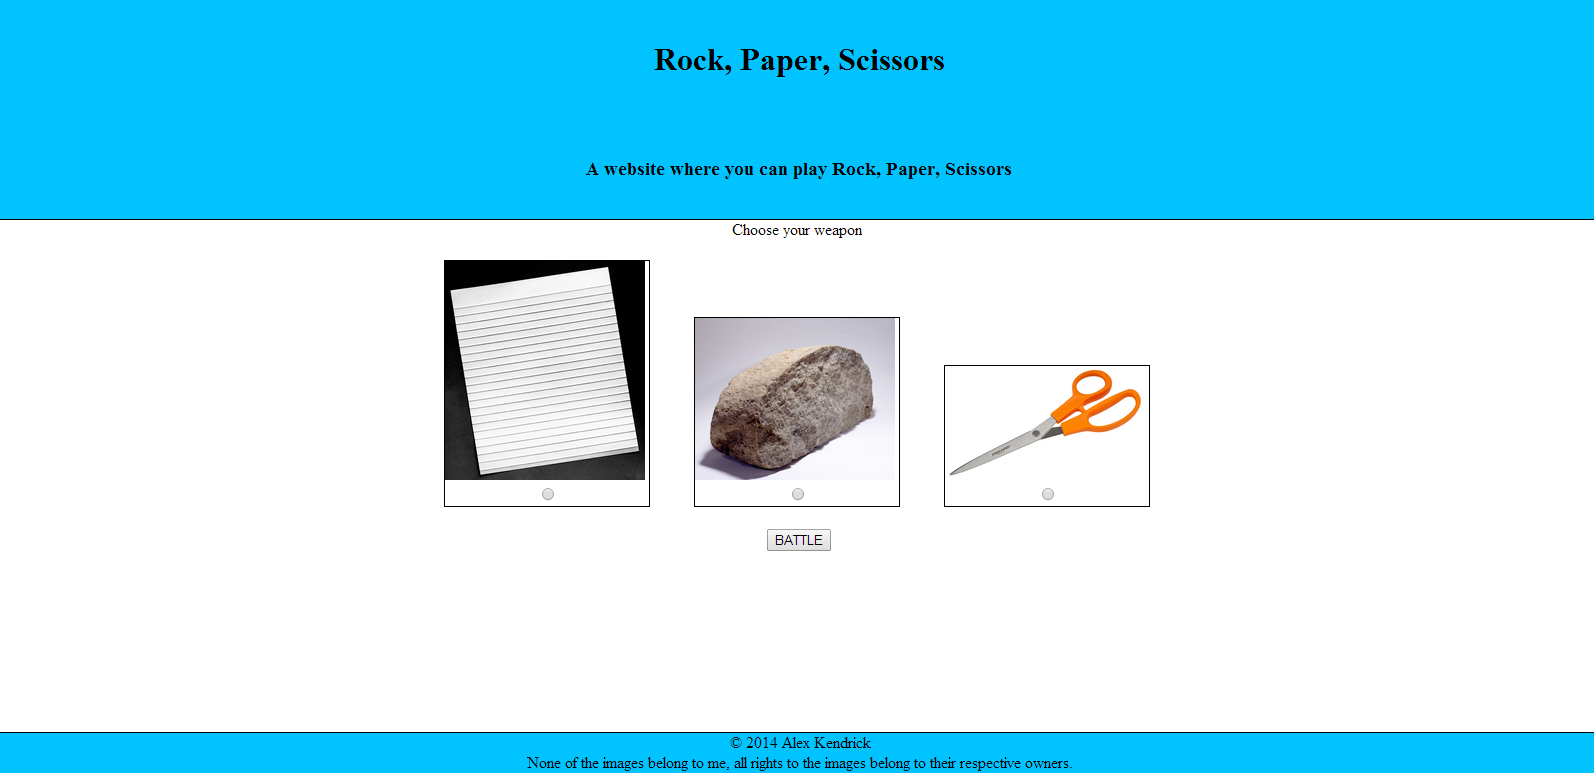 Rock, Paper, Scissors
A website where you can play Rock, Paper, Scissors
Choose your weapon
BATTLE
© 2014 Alex Kendrick
None of the images belong to me, all rights to the images belong to their respective owners.